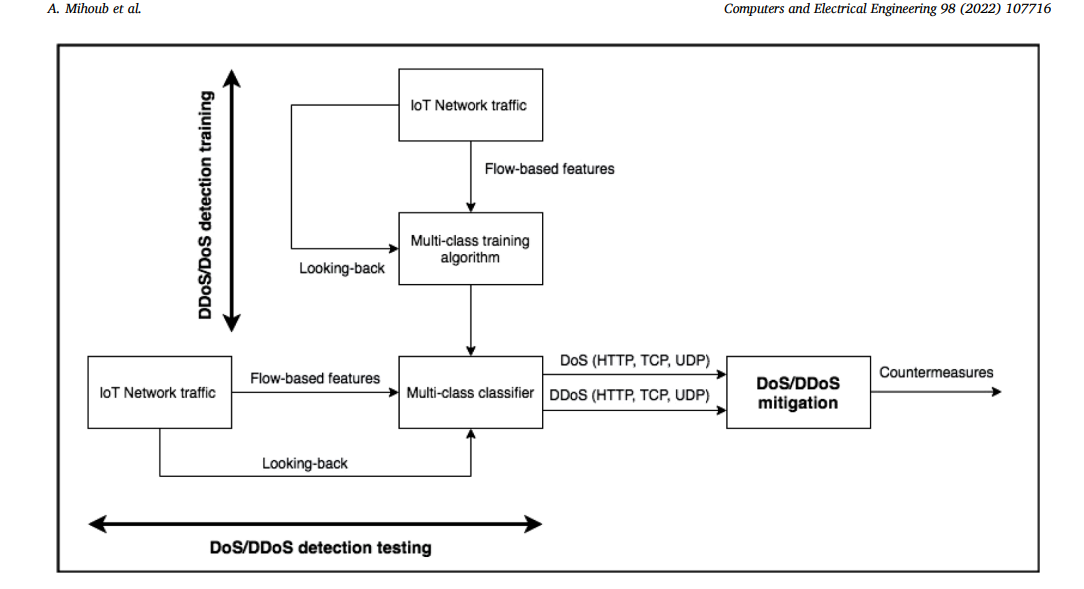 A. Mihoub et al.
Computers and Electrical Engineering 98 (2022) 107716
DDoS/DoS detection training
IoT Network traffic
Flow-based features
Multi-class training
algorithm
Looking-back
IoT Network traffic
Flow-based features
Multi-class classifier
DoS (HTTP, TCP, UDP)
DDoS (HTTP, TCP, UDP)
DoS/DDoS
mitigation
Countermeasures
Looking-back
DoS/DDoS detection testing